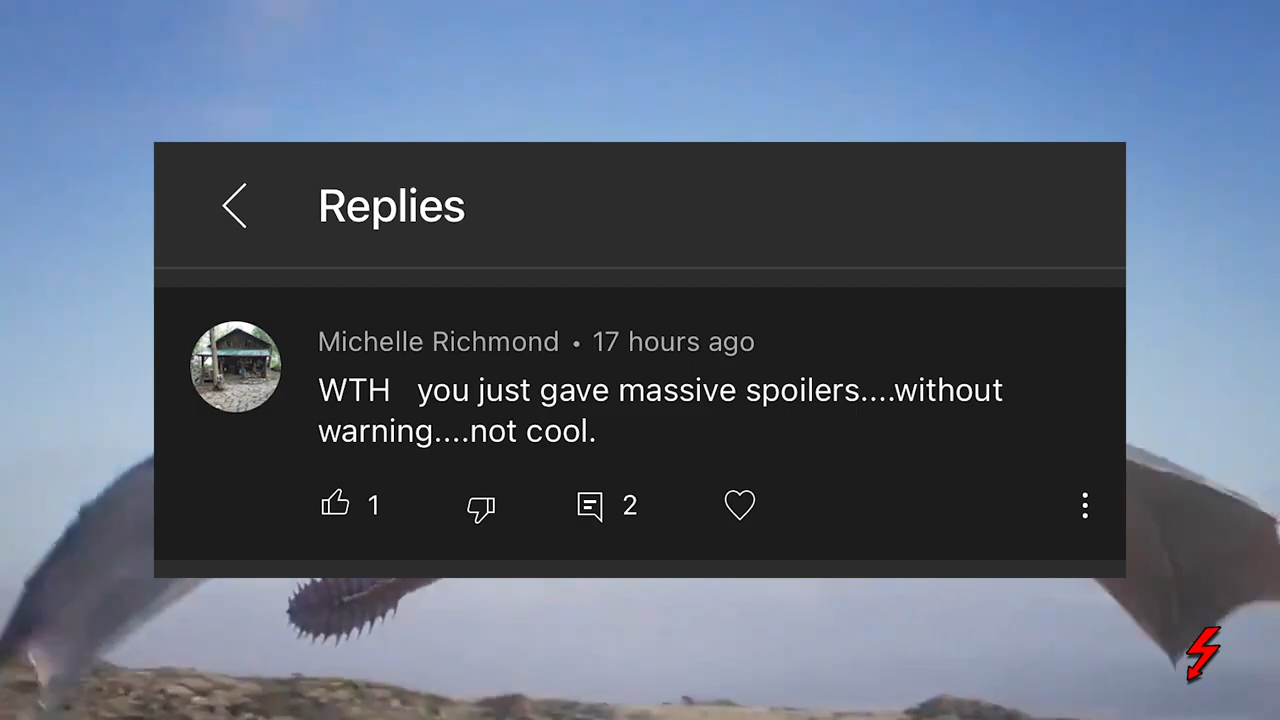 Replies
Michelle Richmond • 17 hours ago
WTH   you just gave massive spoilers....without
warning....not cool.
1
2